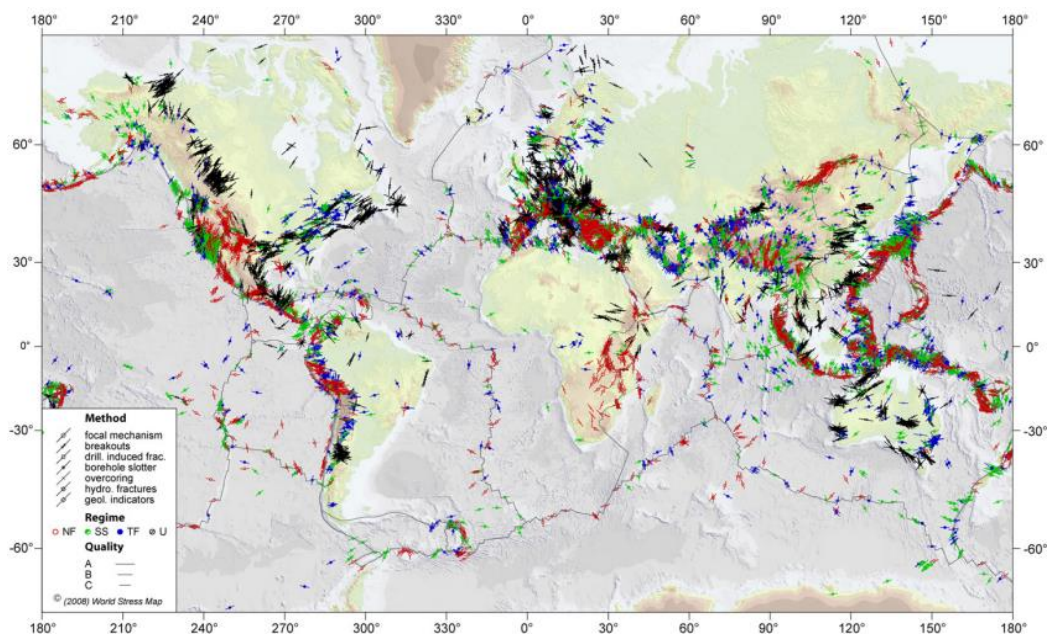 180° 210° 240° 270° 300° 330° 0° 30° 60° 90° 120° 150° 180°
60° 60°
30° 30°
0° 0°
-30° -30°
-60° -60°
Method
focal mechanism
breakouts
drill. induced frac.
borehole slotter
overcoring
hydro. fractures
geol. indicators
Regime
NF SS TF U
Quality
A
B
C
© (2008) World Stress Map
180° 210° 240° 270° 300° 330° 0° 30° 60° 90° 120° 150° 180°